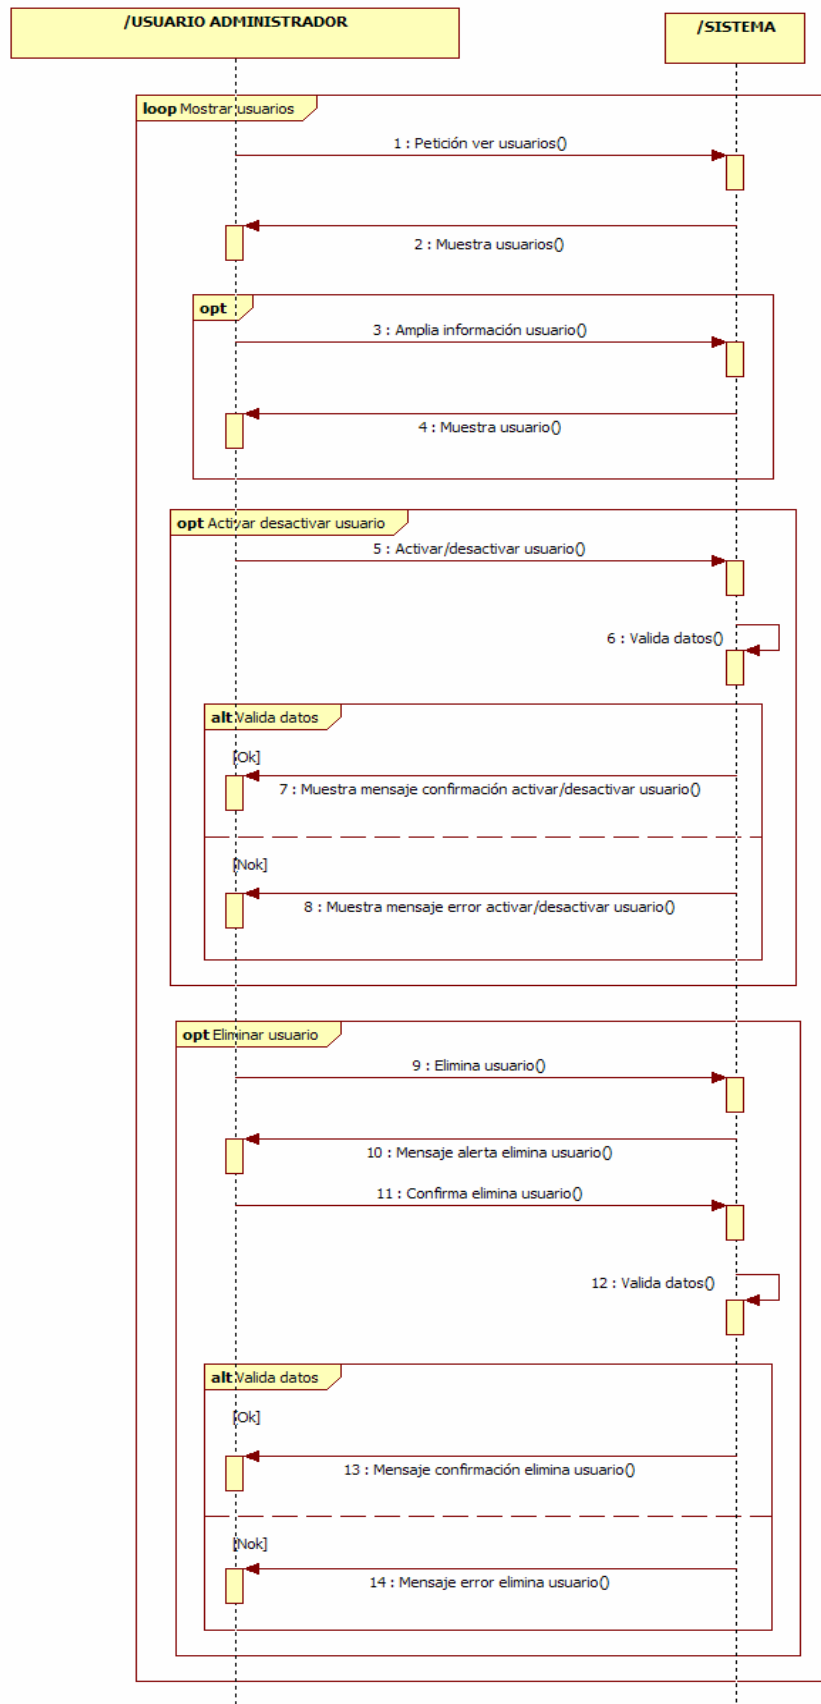 /USUARIO ADMINISTRADOR
/SISTEMA
loop Mostrar usuarios
1 : Petición ver usuarios()
2 : Muestra usuarios()
opt
3 : Amplia información usuario()
4 : Muestra usuario()
opt Activar desactivar usuario
5 : Activar/desactivar usuario()
6 : Valida datos()
alt Valida datos
[Ok]
7 : Muestra mensaje confirmación activar/desactivar usuario()
[Nok]
8 : Muestra mensaje error activar/desactivar usuario()
opt Eliminar usuario
9 : Elimina usuario()
10 : Mensaje alerta elimina usuario()
11 : Confirma elimina usuario()
12 : Valida datos()
alt Valida datos
[Ok]
13 : Mensaje confirmación elimina usuario()
[Nok]
14 : Mensaje error elimina usuario()